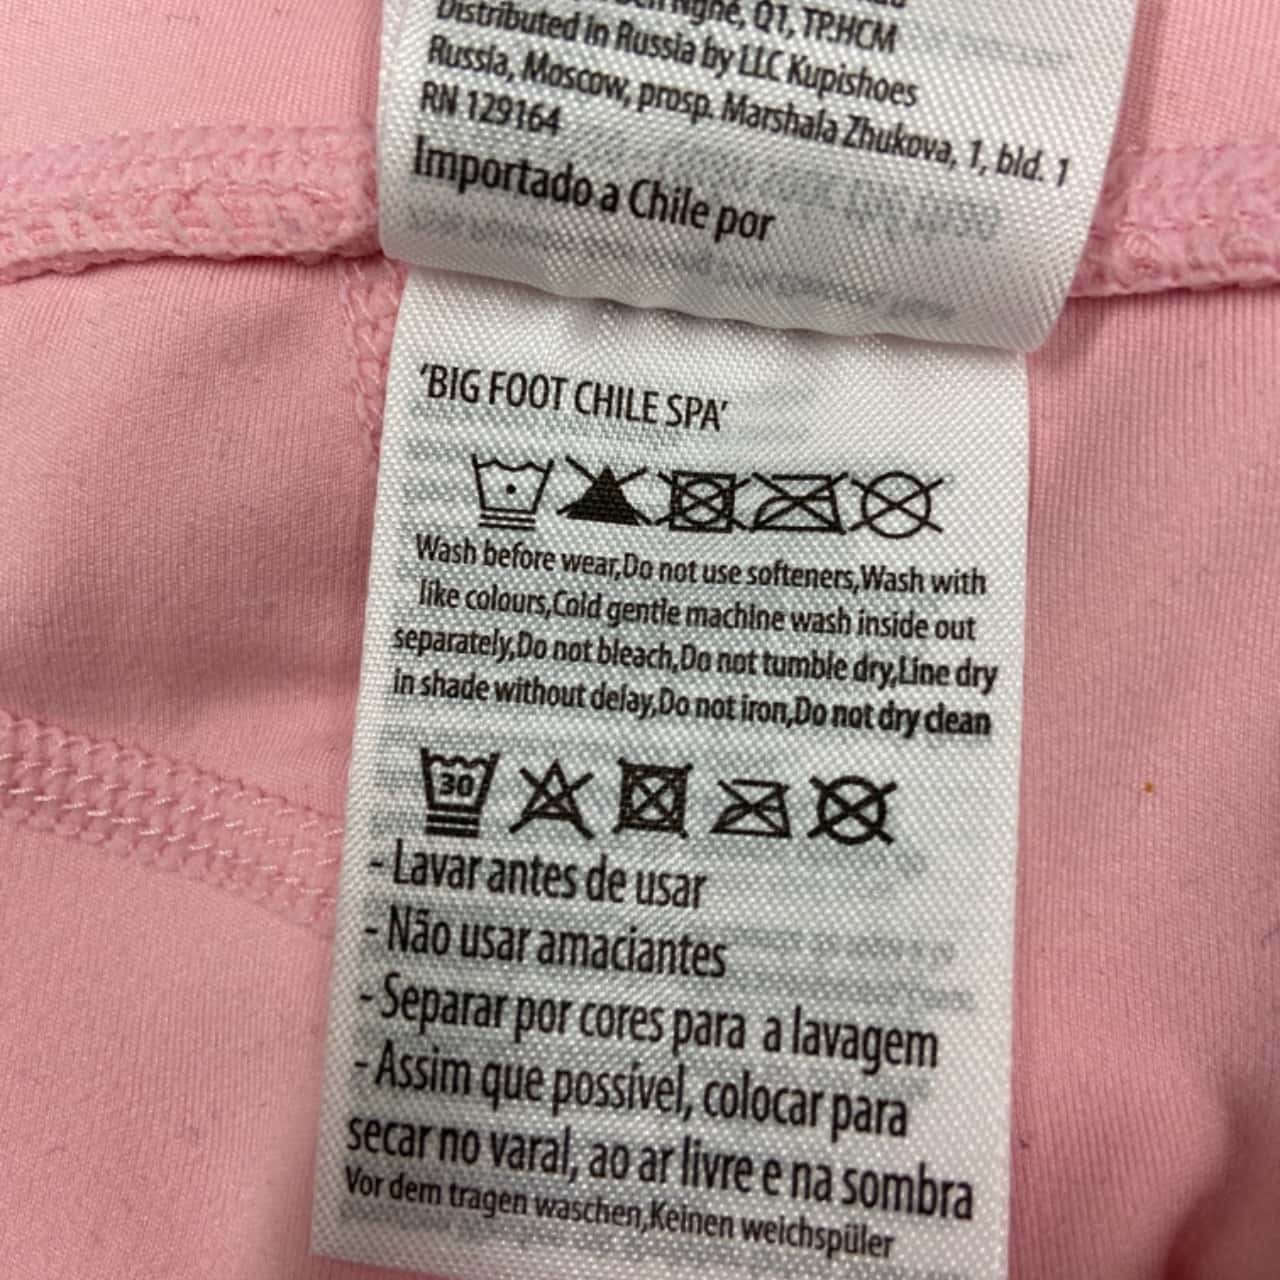 Nghé, Q1, TP.HCM
Distributed in Russia by LLC Kupishoes
Russia, Moscow, prosp. Marshala Zhukova, 1, bld. 1
RN 129164
Importado a Chile por
'BIG FOOT CHILE SPA'
Wash before wear,Do not use softeners,Wash with
like colours,Cold gentle machine wash inside out
separately,Do not bleach,Do not tumble dry,Line dry
in shade without delay,Do not iron,Do not dry clean
30
- Lavar antes de usar
- Não usar amaciantes
- Separar por cores para a lavagem
- Assim que possível, colocar para
secar no varal, ao ar livre e na sombra
Vor dem tragen waschen,Keinen weichspüler